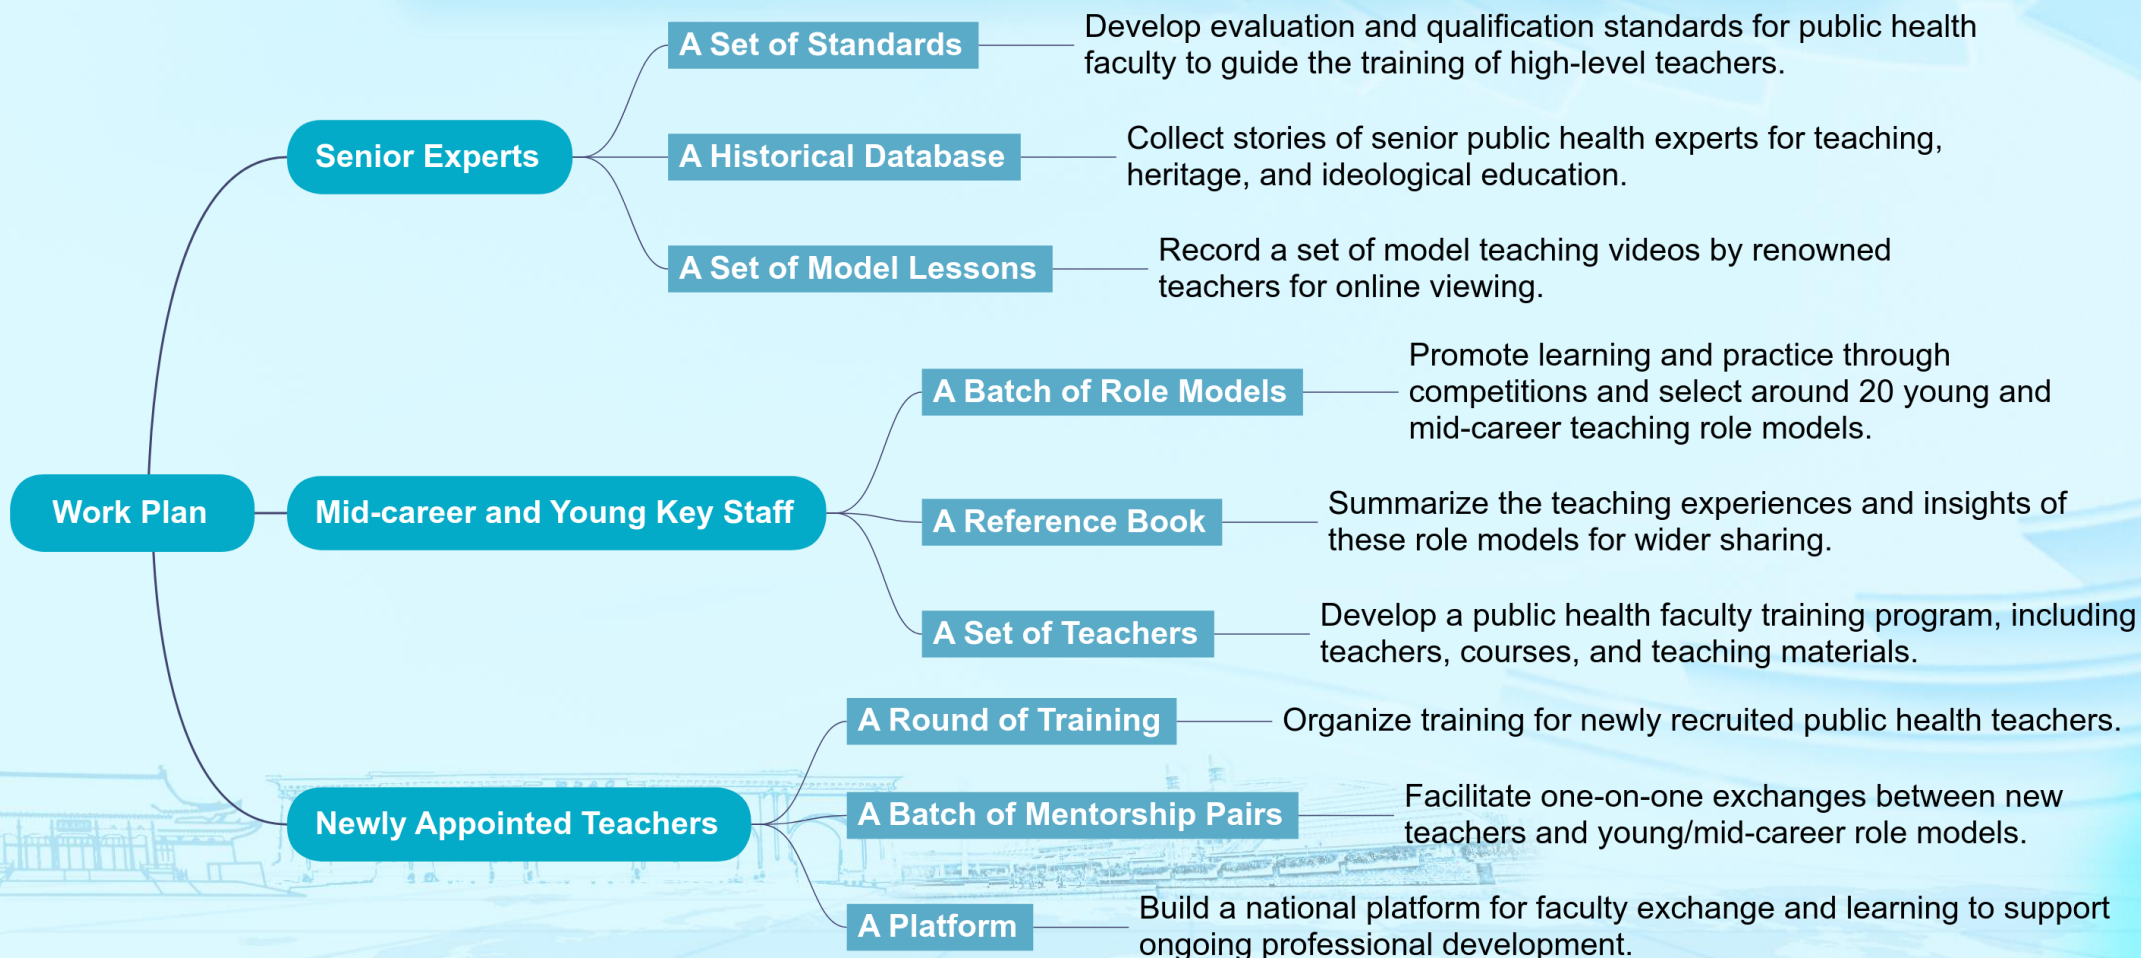 Work Plan
Senior Experts
A Set of Standards
Develop evaluation and qualification standards for public health
faculty to guide the training of high-level teachers.
A Historical Database
Collect stories of senior public health experts for teaching,
heritage, and ideological education.
A Set of Model Lessons
Record a set of model teaching videos by renowned
teachers for online viewing.
Mid-career and Young Key Staff
A Batch of Role Models
Promote learning and practice through
competitions and select around 20 young and
mid-career teaching role models.
A Reference Book
Summarize the teaching experiences and insights of
these role models for wider sharing.
A Set of Teachers
Develop a public health faculty training program, including
teachers, courses, and teaching materials.
Newly Appointed Teachers
A Round of Training
Organize training for newly recruited public health teachers.
A Batch of Mentorship Pairs
Facilitate one-on-one exchanges between new
teachers and young/mid-career role models.
A Platform
Build a national platform for faculty exchange and learning to support
ongoing professional development.